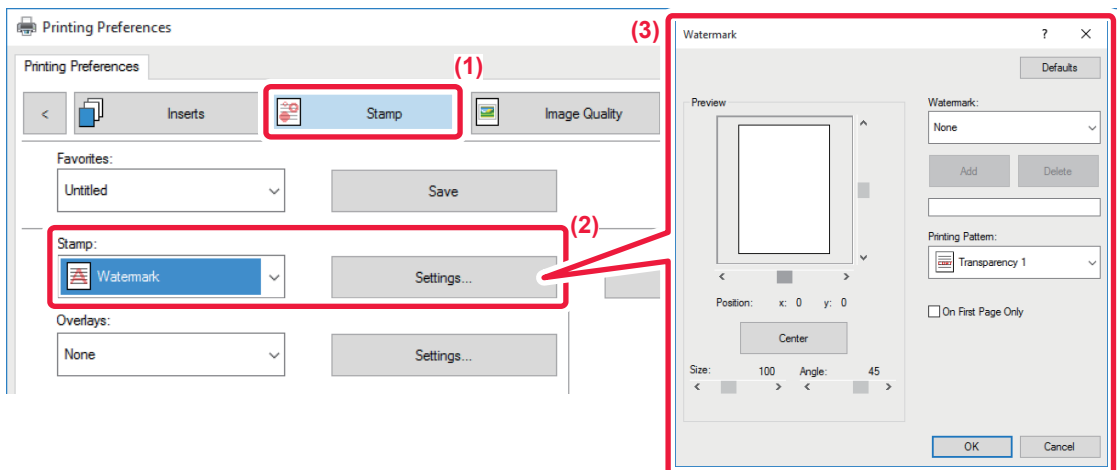 Printing Preferences
Printing Preferences
(1)
< Inserts Stamp Image Quality
Favorites:
Untitled Save
(2)
Stamp:
Watermark Settings...
Overlays:
None Settings...
(3)
Watermark ? X
Defaults
Preview
Watermark:
None
Add Delete
Printing Pattern:
Transparency 1
Position: x: 0 y: 0
On First Page Only
Center
Size: 100 Angle: 45
< > < >
OK Cancel